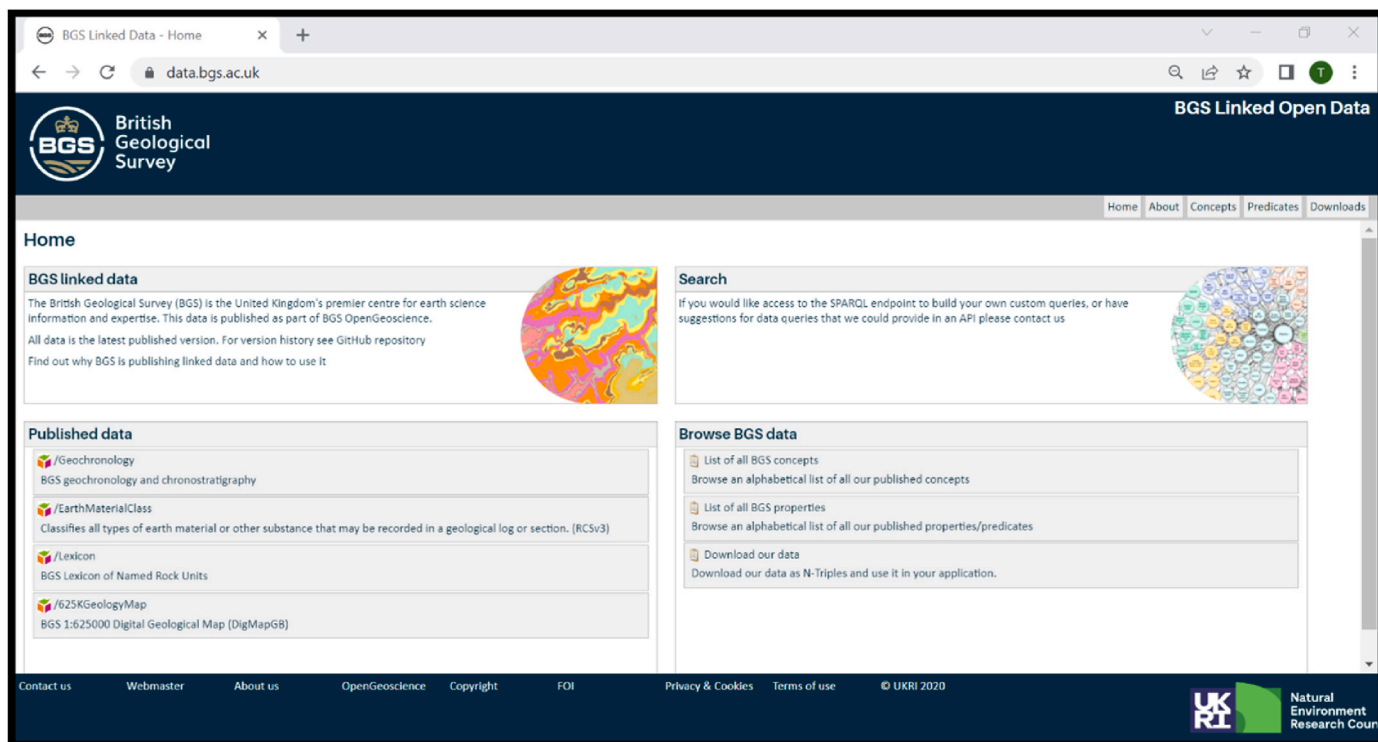 BGS Linked Data - Home
data.bgs.ac.uk
T
BGS
British
Geological
Survey
BGS Linked Open Data
Home About Concepts Predicates Downloads
Home
BGS linked data
The British Geological Survey (BGS) is the United Kingdom's premier centre for earth science
information and expertise. This data is published as part of BGS OpenGeoscience.
All data is the latest published version. For version history see GitHub repository
Find out why BGS is publishing linked data and how to use it
Search
If you would like access to the SPARQL endpoint to build your own custom queries, or have
suggestions for data queries that we could provide in an API please contact us
Published data
/Geochronology
BGS geochronology and chronostratigraphy
/EarthMaterialClass
Classifies all types of earth material or other substance that may be recorded in a geological log or section. (RCSv3)
/Lexicon
BGS Lexicon of Named Rock Units
/625KGeologyMap
BGS 1:625000 Digital Geological Map (DigMapGB)
Browse BGS data
List of all BGS concepts
Browse an alphabetical list of all our published concepts
List of all BGS properties
Browse an alphabetical list of all our published properties/predicates
Download our data
Download our data as N-Triples and use it in your application.
Contact us Webmaster About us OpenGeoscience Copyright FOI Privacy & Cookies Terms of use © UKRI 2020
UK
RI
Natural
Environment
Research Coun